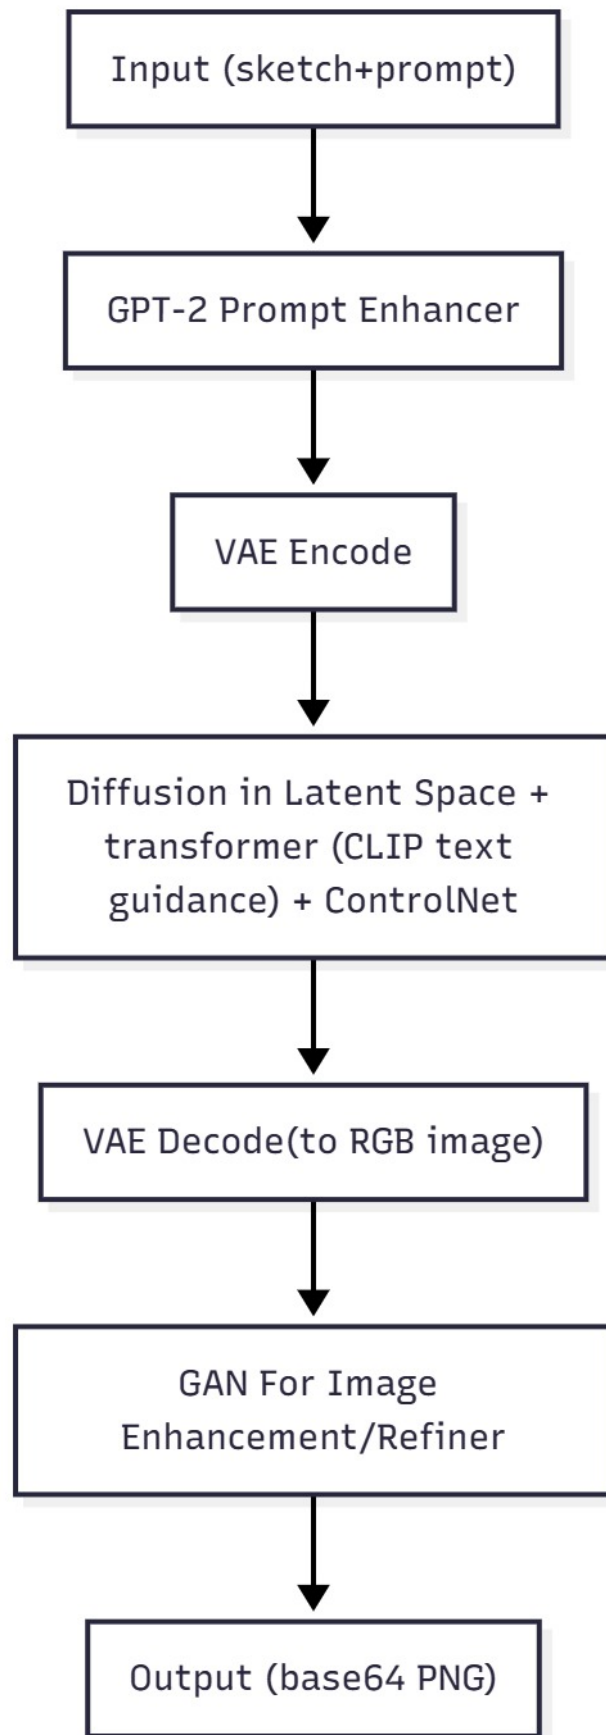 Input (sketch+prompt)
GPT-2 Prompt Enhancer
VAE Encode
Diffusion in Latent Space +
transformer (CLIP text
guidance) + ControlNet
VAE Decode(to RGB image)
GAN For Image
Enhancement/Refiner
Output (base64 PNG)